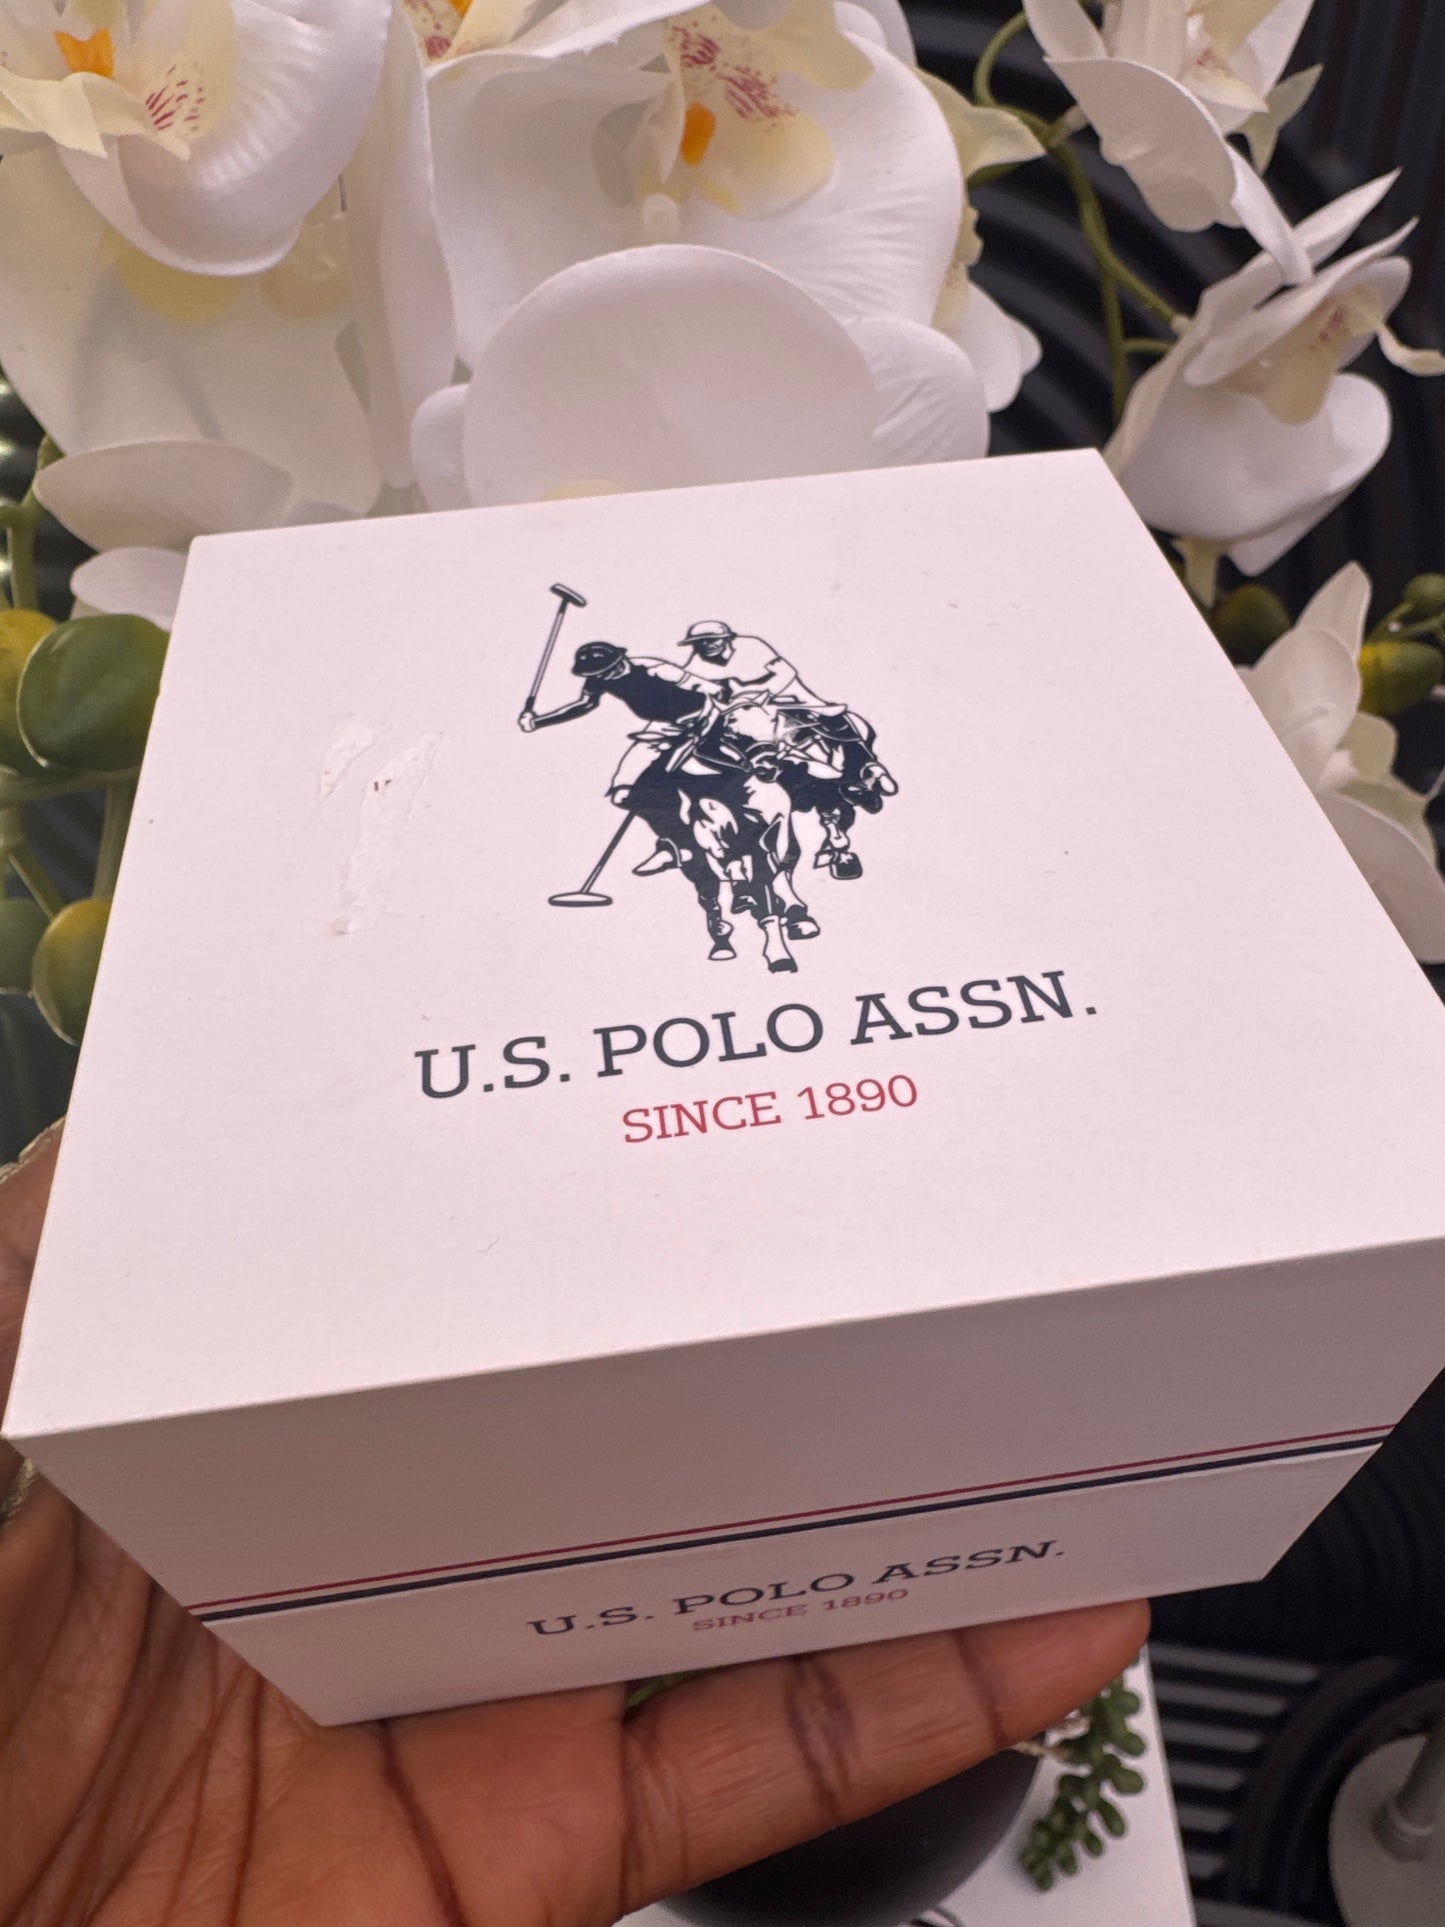 U.S. POLO ASSN.
SINCE 1890
U.S. POLO ASSN.
SINCE 1890